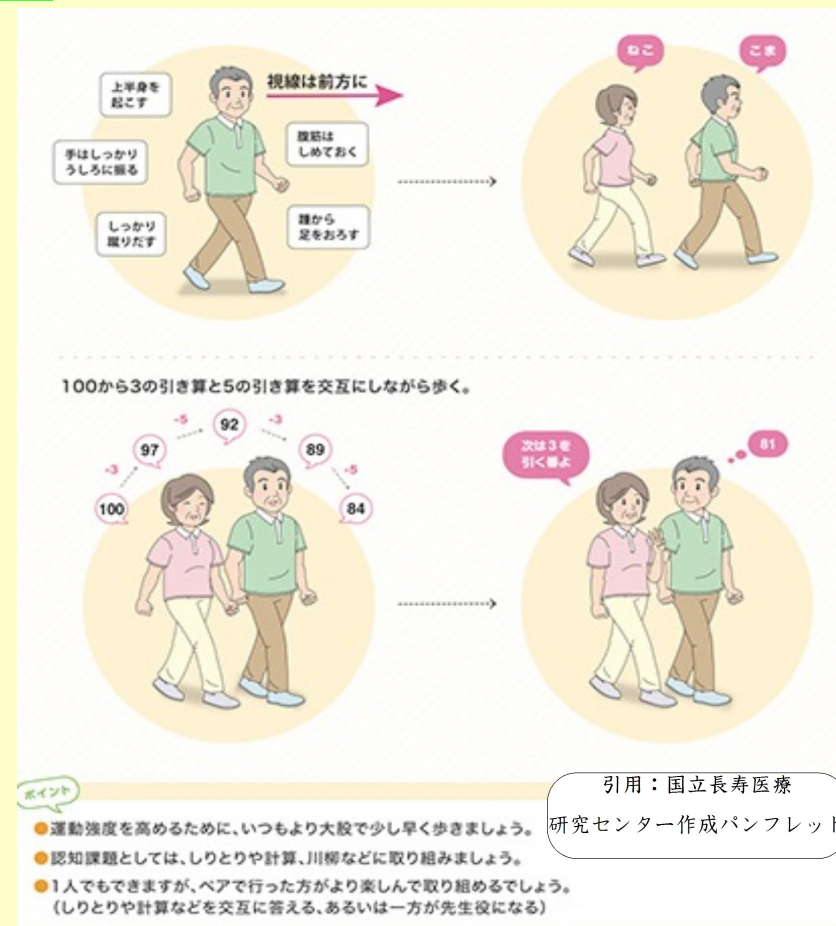 上半身を
起こす
視線は前方に
手はしっかり
うしろに振る
腹筋は
しめておく
しっかり
蹴りだす
踵から
足をおろす
ねこ
こま
100から3の引き算と5の引き算を交互にしながら歩く。
100
-3
97
-5
92
-3
89
-5
84
次は3を
引く番よ
81
ポイント
●運動強度を高めるために、いつもより大股で少し早く歩きましょう。
●認知課題としては、しりとりや計算、川柳などに取り組みましょう。
●1人でもできますが、ペアで行った方がより楽しんで取り組めるでしょう。
(しりとりや計算などを交互に答える、あるいは一方が先生役になる)
引用：国立長寿医療
研究センター作成パンフレット